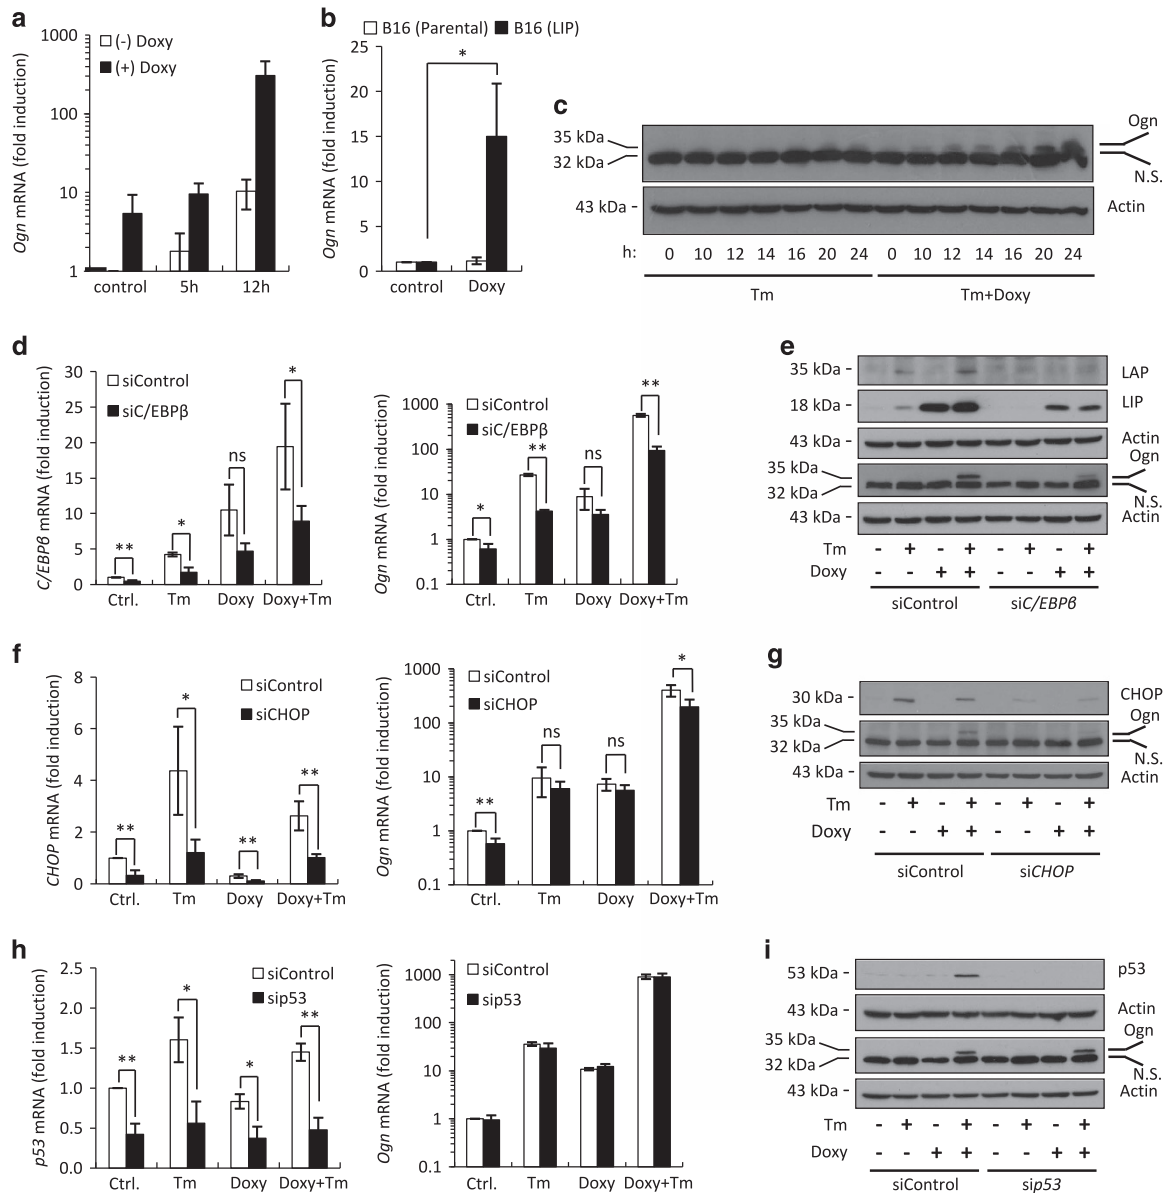 a
Ogn mRNA (fold induction)
1000
100
10
1
(-) Doxy
(+) Doxy
control 5h 12h
b
B16 (Parental) B16 (LIP)
Ogn mRNA (fold induction)
25
20
15
10
5
0
*
control Doxy
c
35 kDa
32 kDa
Ogn
N.S.
43 kDa -
Actin
h: 0 10 12 14 16 20 24 0 10 12 14 16 20 24
Tm Tm+Doxy
d
C/EBPβ mRNA (fold induction)
30
25
20
15
10
5
0
siControl
siC/EBPβ
** * ns *
Ctrl. Tm Doxy Doxy+Tm
Ogn mRNA (fold induction)
1000
100
10
1
0.1
siControl
siC/EBPβ
* ** ns **
Ctrl. Tm Doxy Doxy+Tm
e
35 kDa - LAP
18 kDa - LIP
43 kDa - Actin
35 kDa Ogn
32 kDa N.S.
43 kDa - Actin
Tm - + - + - + - +
Doxy - - + + - - + +
siControl siC/EBPβ
f
CHOP mRNA (fold induction)
8
6
4
2
0
siControl
siCHOP
** * ** **
Ctrl. Tm Doxy Doxy+Tm
Ogn mRNA (fold induction)
1000
100
10
1
0.1
siControl
siCHOP
** ns ns *
Ctrl. Tm Doxy Doxy+Tm
g
30 kDa - CHOP
35 kDa Ogn
32 kDa N.S.
43 kDa - Actin
Tm - + - + - + - +
Doxy - - + + - - + +
siControl siCHOP
h
p53 mRNA (fold induction)
2.5
2.0
1.5
1.0
0.5
0.0
siControl
sip53
** * * **
Ctrl. Tm Doxy Doxy+Tm
Ogn mRNA (fold induction)
1000
100
10
1
0.1
siControl
sip53
Ctrl. Tm Doxy Doxy+Tm
i
53 kDa - p53
43 kDa - Actin
35 kDa Ogn
32 kDa N.S.
43 kDa - Actin
Tm - + - + - + - +
Doxy - - + + - - + +
siControl sip53